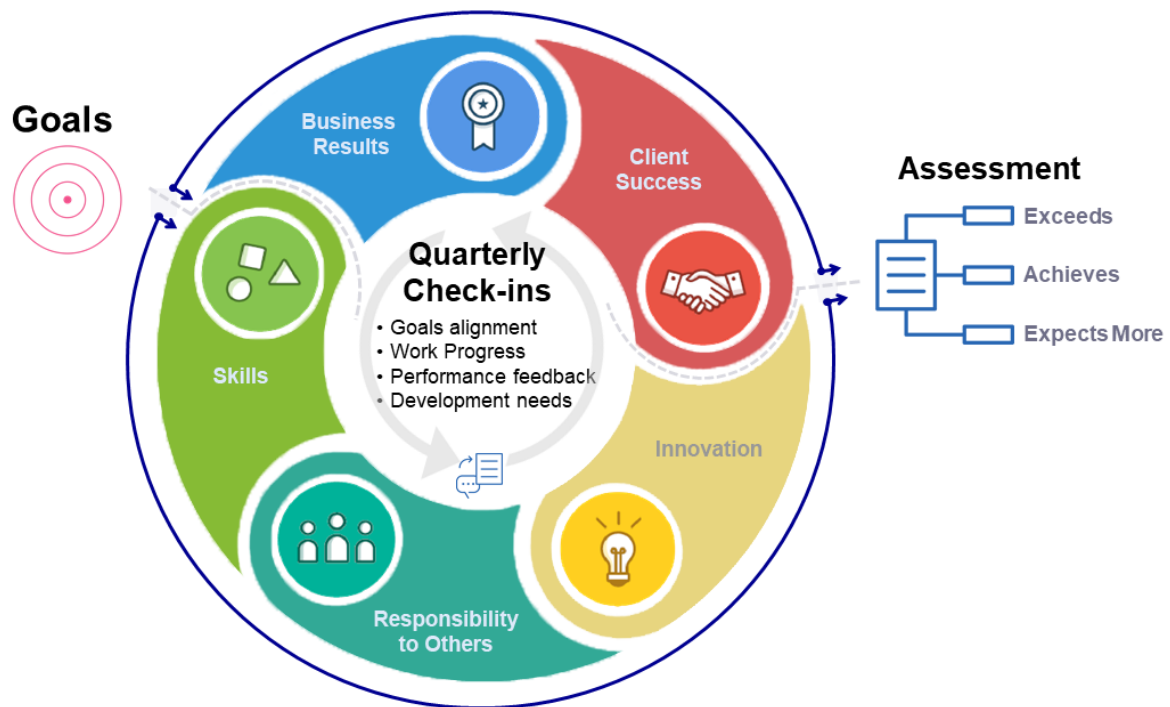 Goals
Business
Results
Client
Success
Assessment
Exceeds
Achieves
Expects More
Quarterly
Check-ins
• Goals alignment
• Work Progress
• Performance feedback
• Development needs
Skills
Innovation
Responsibility
to Others